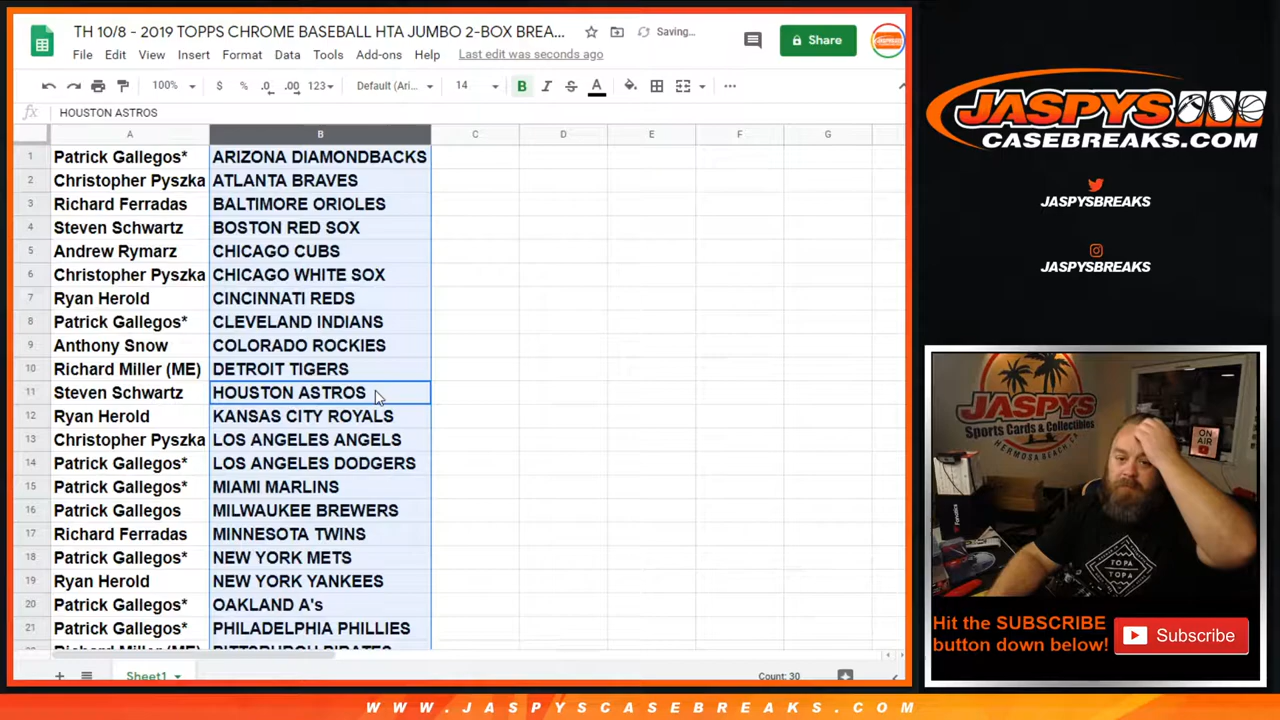 TH 10/8 - 2019 TOPPS CHROME BASEBALL HTA JUMBO 2-BOX BREA...
Saving...
Share
File Edit View Insert Format Data Tools Add-ons Help Last edit was seconds ago
100% $ % .0 .00 123 Default (Ari... 14 B I S A
fx HOUSTON ASTROS
A B C D E F G
1 Patrick Gallegos* ARIZONA DIAMONDBACKS
2 Christopher Pyszka ATLANTA BRAVES
3 Richard Ferradas BALTIMORE ORIOLES
4 Steven Schwartz BOSTON RED SOX
5 Andrew Rymarz CHICAGO CUBS
6 Christopher Pyszka CHICAGO WHITE SOX
7 Ryan Herold CINCINNATI REDS
8 Patrick Gallegos* CLEVELAND INDIANS
9 Anthony Snow COLORADO ROCKIES
10 Richard Miller (ME) DETROIT TIGERS
11 Steven Schwartz HOUSTON ASTROS
12 Ryan Herold KANSAS CITY ROYALS
13 Christopher Pyszka LOS ANGELES ANGELS
14 Patrick Gallegos* LOS ANGELES DODGERS
15 Patrick Gallegos* MIAMI MARLINS
16 Patrick Gallegos MILWAUKEE BREWERS
17 Richard Ferradas MINNESOTA TWINS
18 Patrick Gallegos* NEW YORK METS
19 Ryan Herold NEW YORK YANKEES
20 Patrick Gallegos* OAKLAND A's
21 Patrick Gallegos* PHILADELPHIA PHILLIES
Richard Miller (ME) PITTSBURGH PIRATES
Sheet1
Count: 30
JASPYS
CASEBREAKS.COM
JASPYSBREAKS
JASPYSBREAKS
JASPYS
Sports Cards & Collectibles
HERMOSA BEACH, CA
ON AIR
Fanatics
TOPA
TOPA
Hit the SUBSCRIBE
button down below!
Subscribe
WWW.JASPYSCASEBREAKS.COM